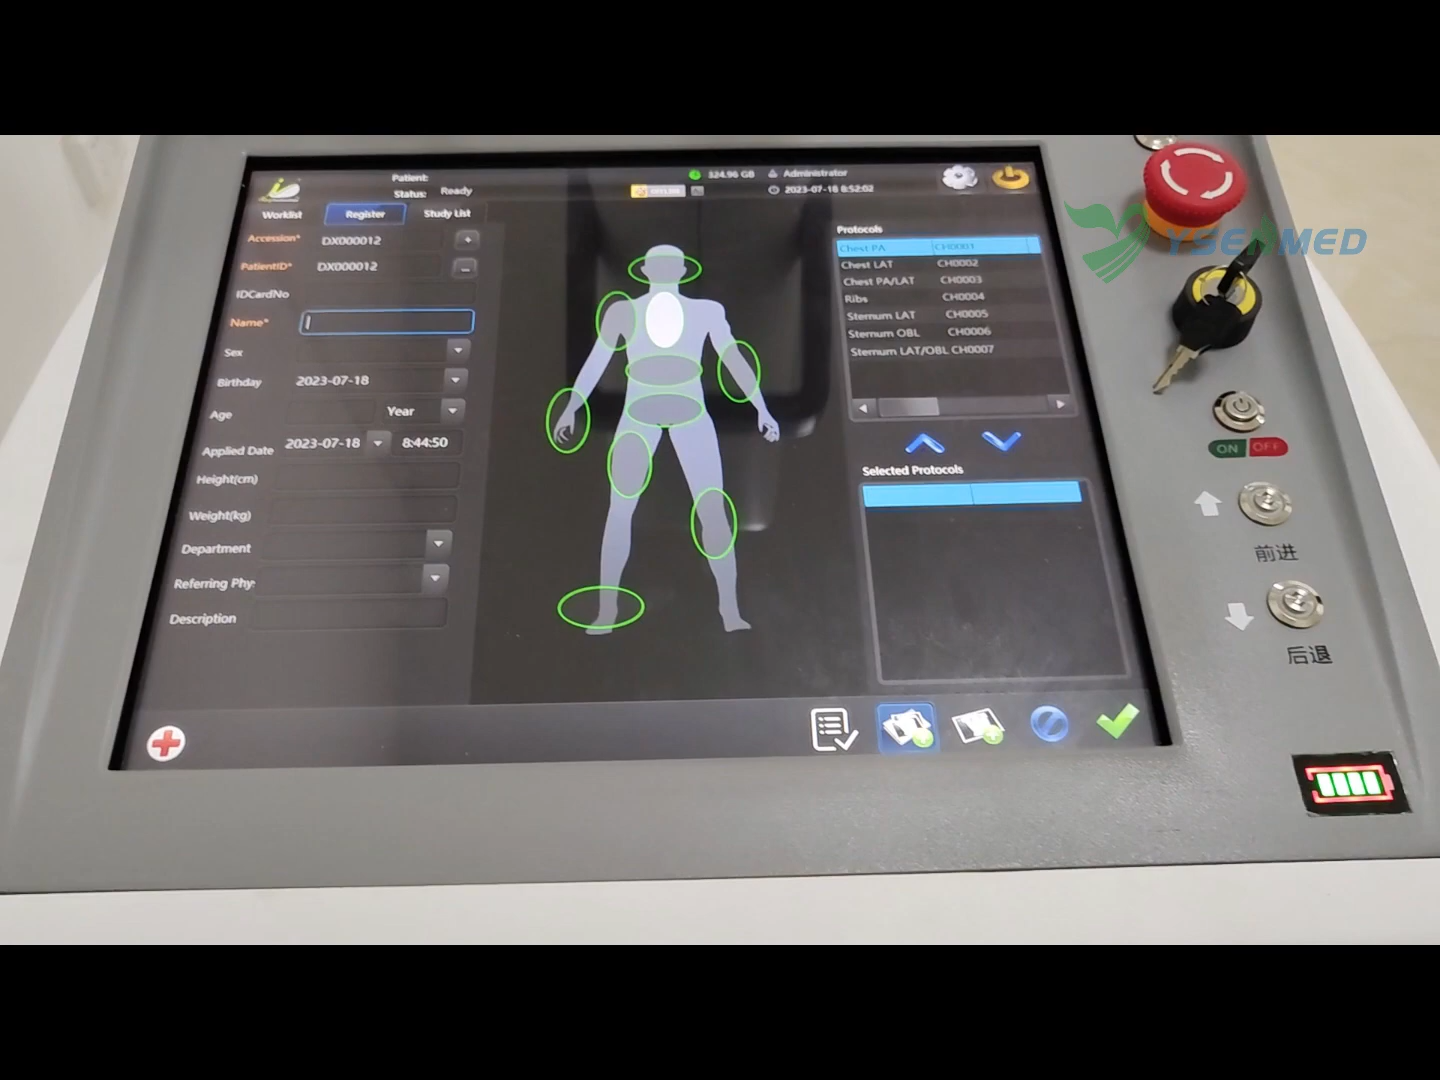 Patient:
Status: Ready
324.96 GB Administrator
OFFLINE 2023-07-18 8:52:02
Worklist Register Study List
Accession* DX000012
PatientID* DX000012
IDCardNo
Name*
Sex
Birthday 2023-07-18
Age Year
Applied Date 2023-07-18 8:44:50
Height(cm)
Weight(kg)
Department
Referring Phy
Description
Protocols
Chest PA CH0001
Chest LAT CH0002
Chest PA/LAT CH0003
Ribs CH0004
Sternum LAT CH0005
Sternum OBL CH0006
Sternum LAT/OBL CH0007
Selected Protocols
YSENMED
ON OFF
前进
后退